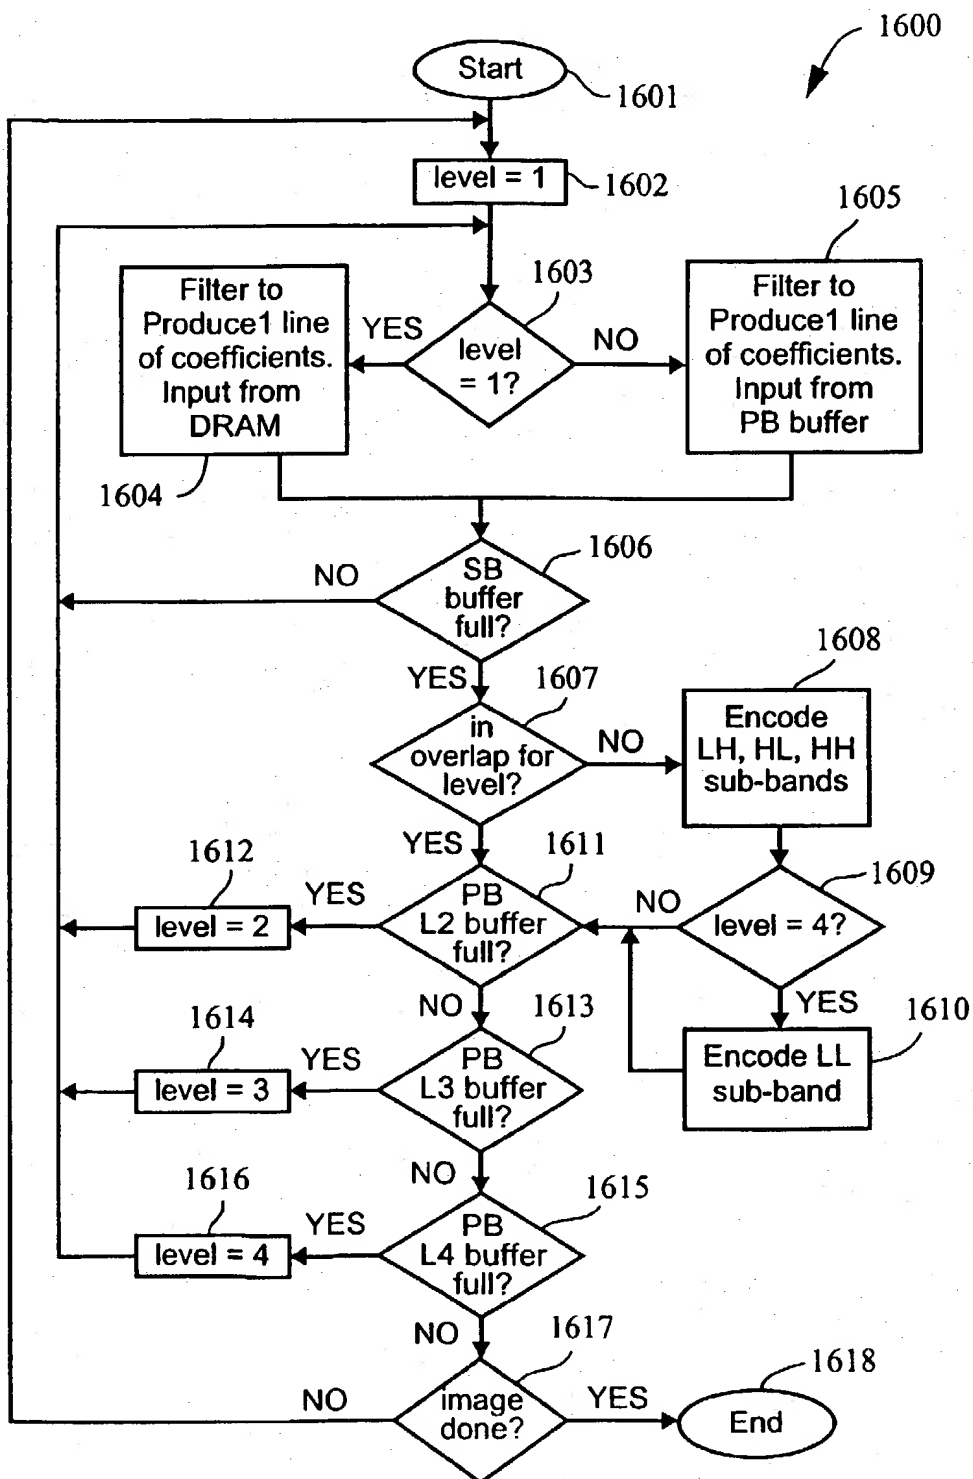 1600
Start
1601
level = 1
1602
1605
Filter to
Produce1 line
of coefficients.
Input from
DRAM
1604
YES
1603
level
= 1?
NO
Filter to
Produce1 line
of coefficients.
Input from
PB buffer
1606
NO
SB
buffer
full?
YES
1607
in
overlap for
level?
NO
1608
Encode
LH, HL, HH
sub-bands
YES
1611
1609
1612
level = 2
YES
PB
L2 buffer
full?
NO
level = 4?
YES
1610
Encode LL
sub-band
NO
1613
1614
level = 3
YES
PB
L3 buffer
full?
NO
1615
1616
level = 4
YES
PB
L4 buffer
full?
NO
1617
NO
image
done?
YES
1618
End